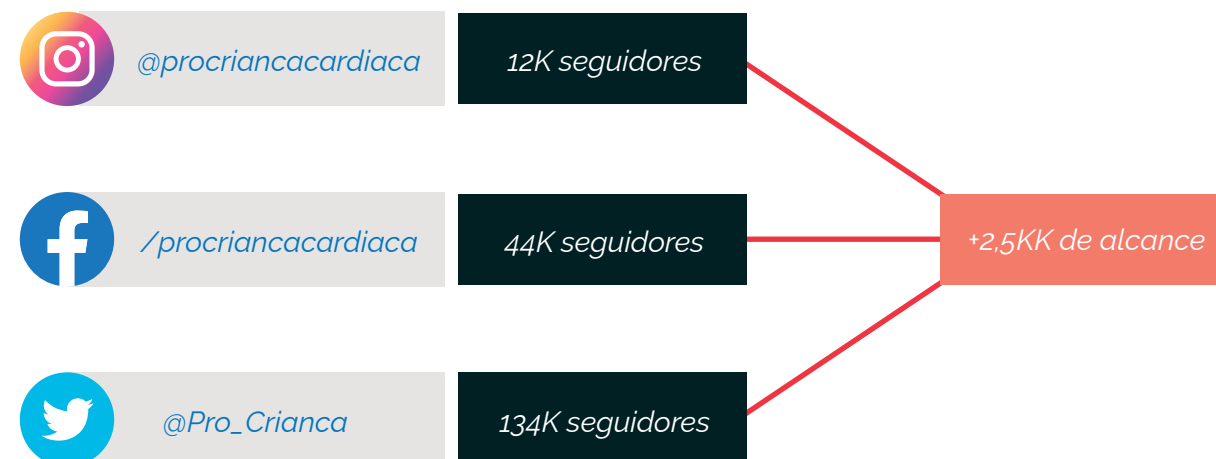 @procriancacardiaca
12K seguidores
/procriancacardiaca
44K seguidores
+2,5KK de alcance
@Pro_Crianca
134K seguidores